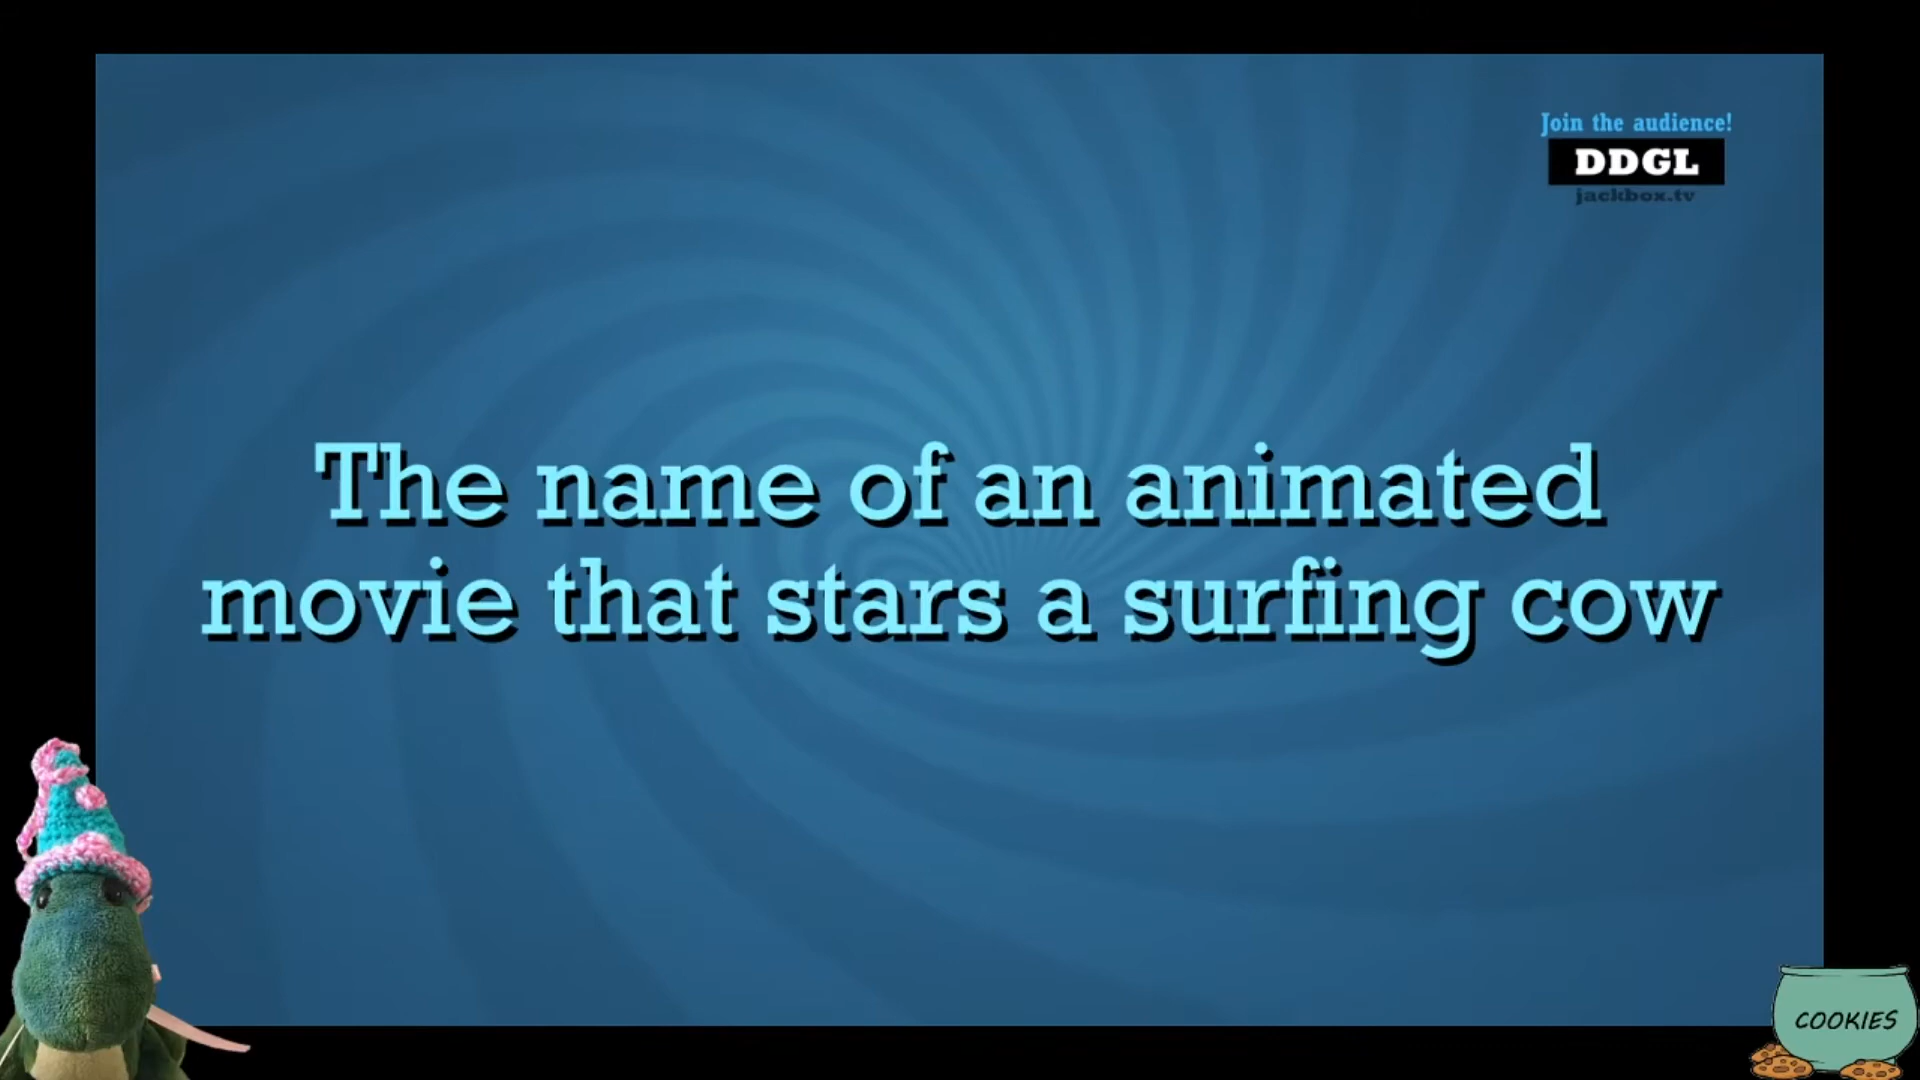 Join the audience!
DDGL
jackbox.tv
The name of an animated
movie that stars a surfing cow
COOKIES